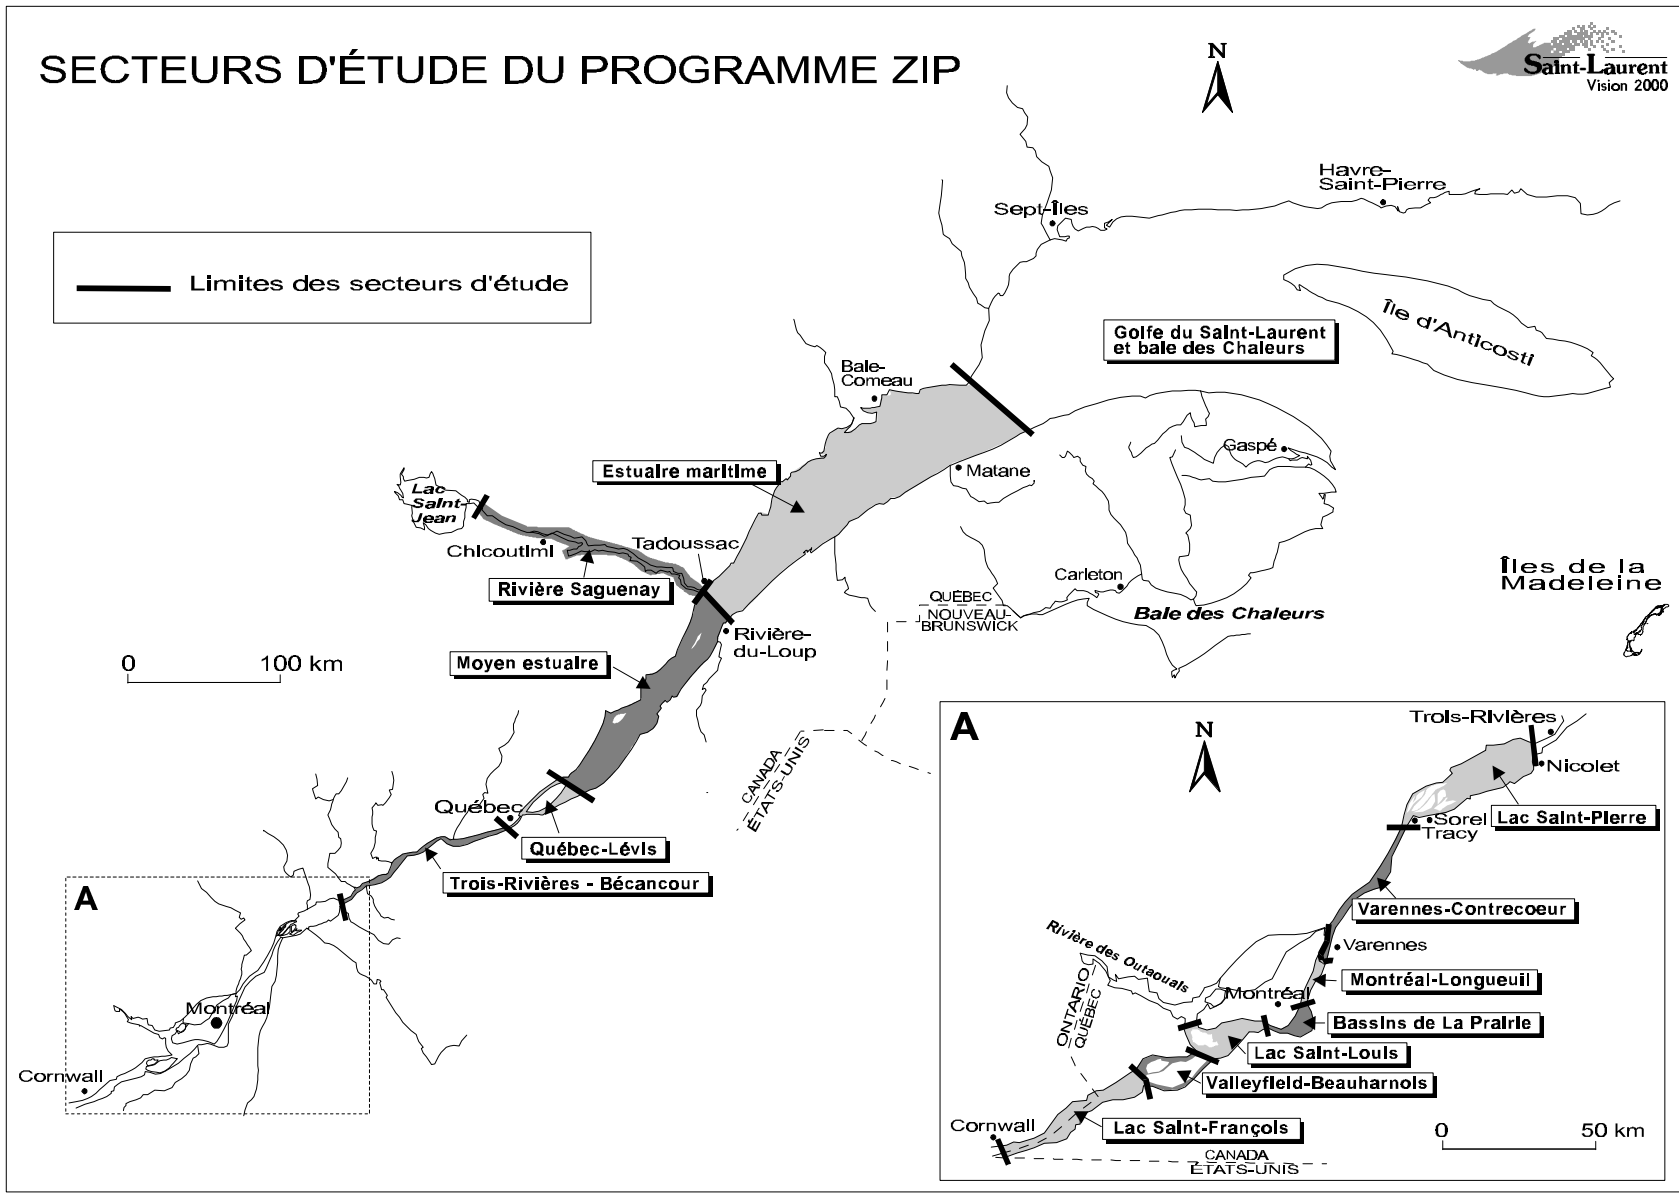 SECTEURS D'ÉTUDE DU PROGRAMME ZIP
N
Saint-Laurent
Vision 2000
Limites des secteurs d'étude
Havre-
Saint-Pierre
Sept-Îles
Île d'Anticosti
Golfe du Saint-Laurent
et baie des Chaleurs
Baie-
Comeau
Gaspé
Matane
Estuaire maritime
Lac
Saint-
Jean
Chicoutimi
Tadoussac
Rivière Saguenay
Carleton
QUÉBEC
NOUVEAU-
BRUNSWICK
Baie des Chaleurs
Îles de la
Madeleine
Rivière-
du-Loup
Moyen estuaire
0 100 km
CANADA
ÉTATS-UNIS
Québec
Québec-Lévis
Trois-Rivières - Bécancour
A
Montréal
Cornwall
A
N
Trois-Rivières
Nicolet
Lac Saint-Pierre
Sorel
Tracy
Varennes-Contrecoeur
Varennes
Rivière des Outaouais
Montréal-Longueuil
Montréal
ONTARIO
QUÉBEC
Bassins de La Prairie
Lac Saint-Louis
Valleyfield-Beauharnois
Lac Saint-François
Cornwall
0 50 km
CANADA
ÉTATS-UNIS